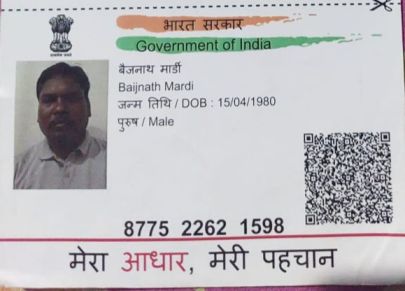 भारत सरकार
Government of India
बैजनाथ मार्डी
Baijnath Mardi
जन्म तिथि / DOB : 15/04/1980
पुरुष / Male
8775 2262 1598
मेरा आधार, मेरी पहचान